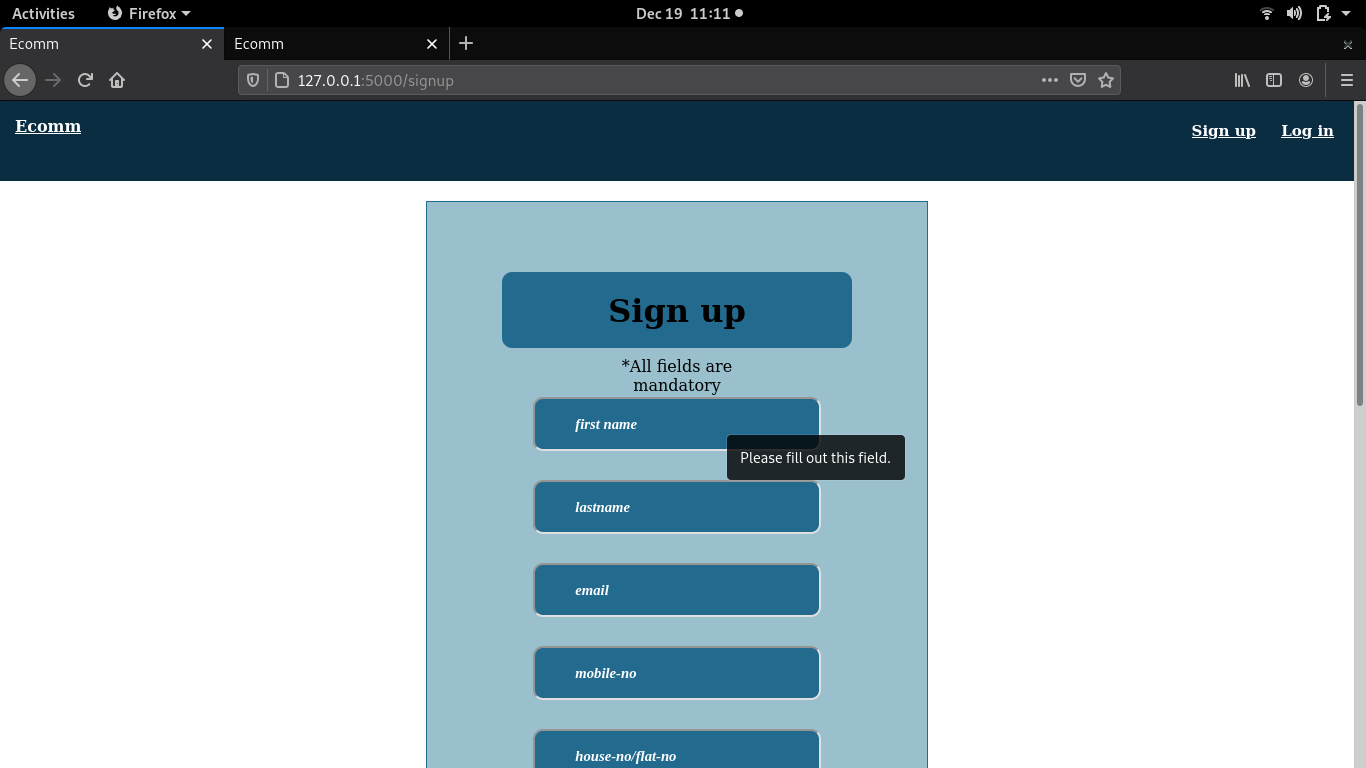 Activities Firefox Dec 19 11:11
Ecomm Ecomm
127.0.0.1:5000/signup
Ecomm Sign up Log in
Sign up
*All fields are
mandatory
first name
Please fill out this field.
lastname
email
mobile-no
house-no/flat-no